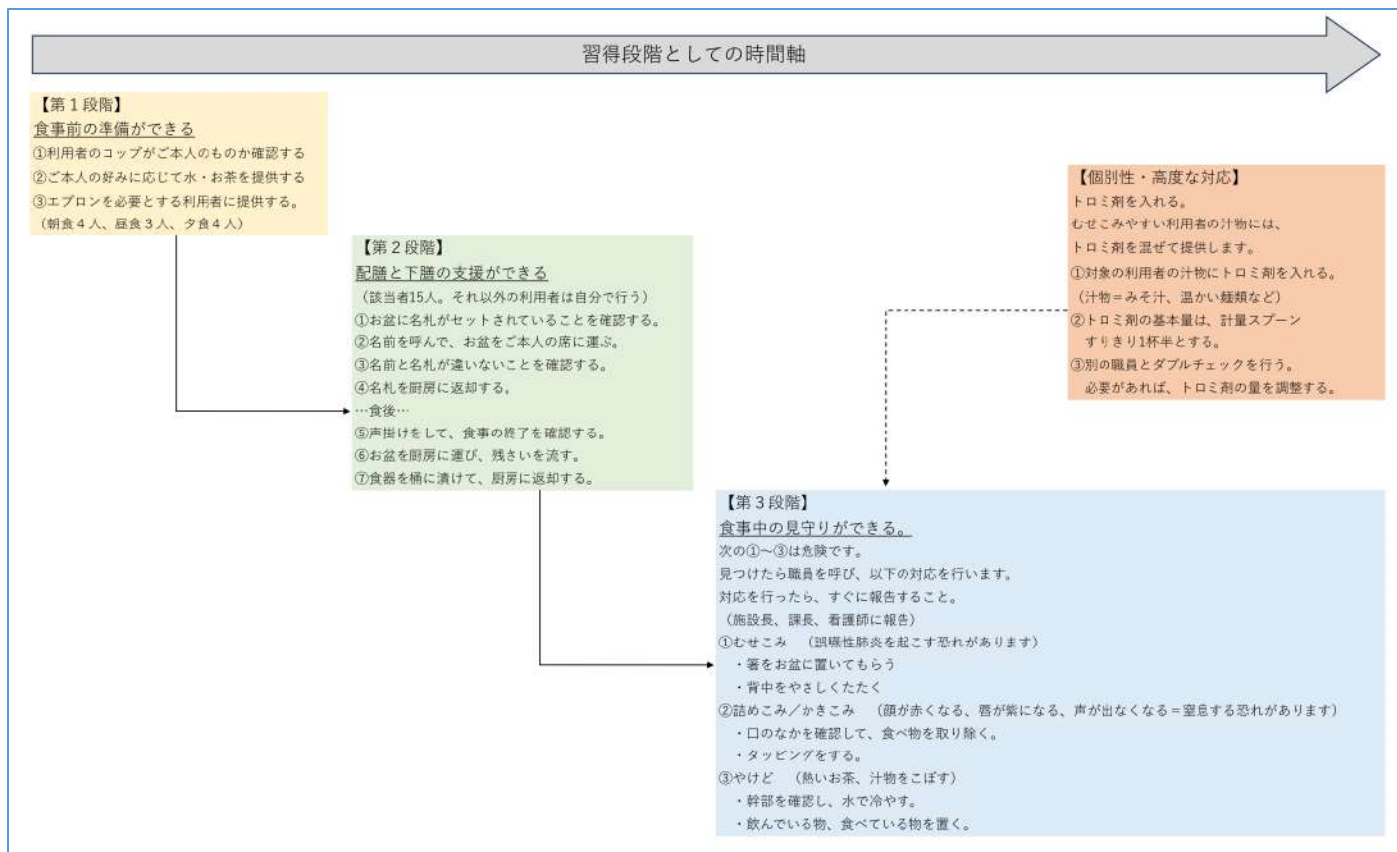 習得段階としての時間軸
【第1段階】
食事前の準備ができる
①利用者のコップがご本人のものか確認する
②ご本人の好みに応じて水・お茶を提供する
③エプロンを必要とする利用者に提供する。
（朝食4人、昼食3人、夕食4人）
【第2段階】
配膳と下膳の支援ができる
（該当者15人。それ以外の利用者は自分で行う）
①お盆に名札がセットされていることを確認する。
②名前を呼んで、お盆をご本人の席に運ぶ。
③名前と名札が違いないことを確認する。
④名札を厨房に返却する。
…食後…
⑤声掛けをして、食事の終了を確認する。
⑥お盆を厨房に運び、残さいを流す。
⑦食器を桶に漬けて、厨房に返却する。
【個別性・高度な対応】
トロミ剤を入れる。
むせこみやすい利用者の汁物には、
トロミ剤を混ぜて提供します。
①対象の利用者の汁物にトロミ剤を入れる。
（汁物＝みそ汁、温かい麺類など）
②トロミ剤の基本量は、計量スプーン
すりきり1杯半とする。
③別の職員とダブルチェックを行う。
必要があれば、トロミ剤の量を調整する。
【第3段階】
食事中の見守りができる。
次の①～③は危険です。
見つけたら職員を呼び、以下の対応を行います。
対応を行ったら、すぐに報告すること。
（施設長、課長、看護師に報告）
①むせこみ　（誤嚥性肺炎を起こす恐れがあります）
・箸をお盆に置いてもらう
・背中をやさしくたたく
②詰めこみ／かきこみ　（顔が赤くなる、唇が紫になる、声が出なくなる＝窒息する恐れがあります）
・口のなかを確認して、食べ物を取り除く。
・タッピングをする。
③やけど　（熱いお茶、汁物をこぼす）
・幹部を確認し、水で冷やす。
・飲んでいる物、食べている物を置く。